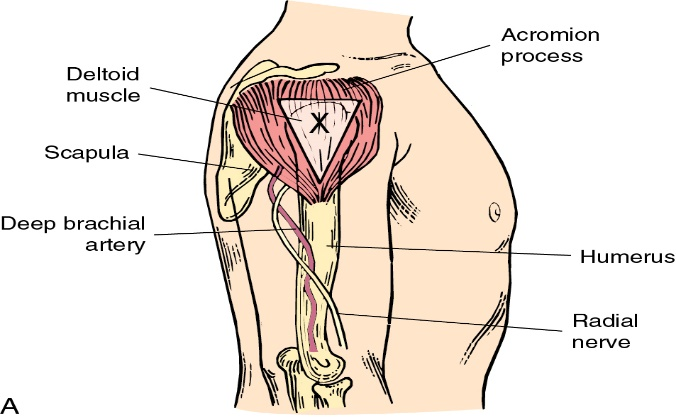 Acromion
process
Deltoid
muscle
X
Scapula
Deep brachial
artery
Humerus
Radial
nerve
A